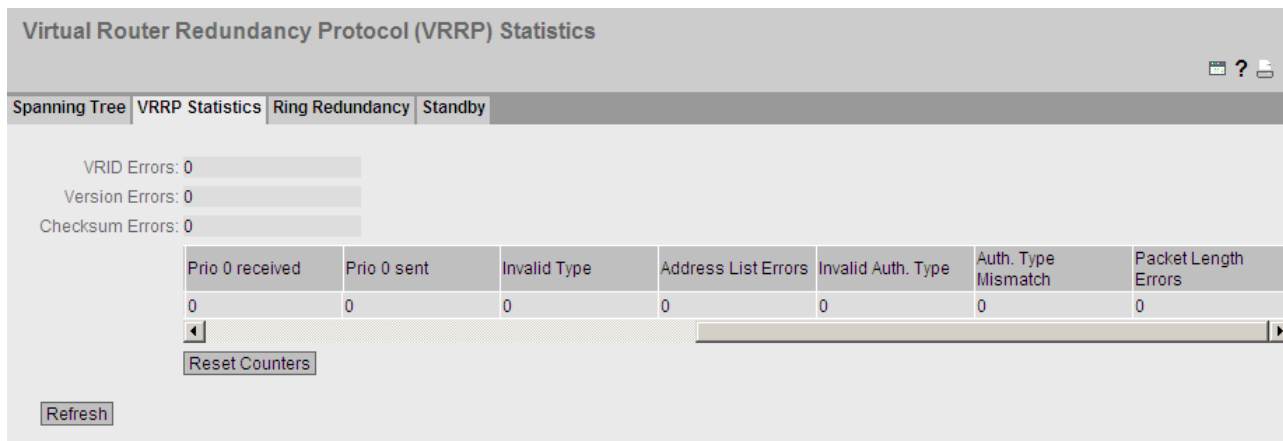 Virtual Router Redundancy Protocol (VRRP) Statistics
?
Spanning Tree VRRP Statistics Ring Redundancy Standby
VRID Errors: 0
Version Errors: 0
Checksum Errors: 0
Prio 0 received Prio 0 sent Invalid Type Address List Errors Invalid Auth. Type Auth. Type Mismatch Packet Length Errors
0 0 0 0 0 0 0
Reset Counters
Refresh